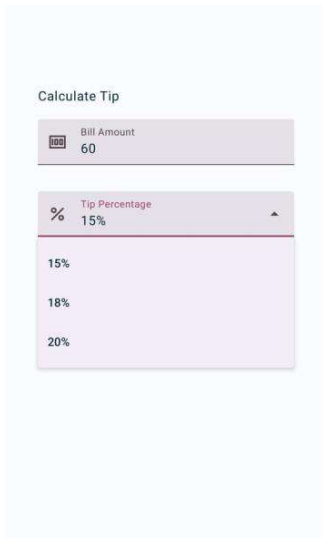 Calculate Tip
Bill Amount
60
Tip Percentage
15%
15%
18%
20%